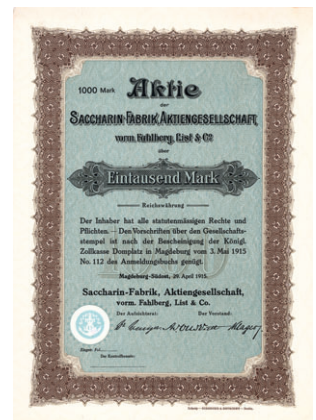 1000 Mark
Aktie
der
SACCHARIN-FABRIK, AKTIENGESELLSCHAFT,
vorm. Fahlberg, List & Co.
über
Eintausend Mark
Reichswährung
Der Inhaber hat alle statutenmässigen Rechte und
Pflichten. — Den Vorschriften über den Gesellschafts-
stempel ist nach der Bescheinigung der Königl.
Zollkasse Domplatz in Magdeburg vom 3. Mai 1915
No. 112 des Anmeldungsbuchs genügt.
Magdeburg-Südost, 29. April 1915.
Saccharin-Fabrik, Aktiengesellschaft,
vorm. Fahlberg, List & Co.
Der Aufsichtsrat: Der Vorstand:
Der Kontrollbeamte: